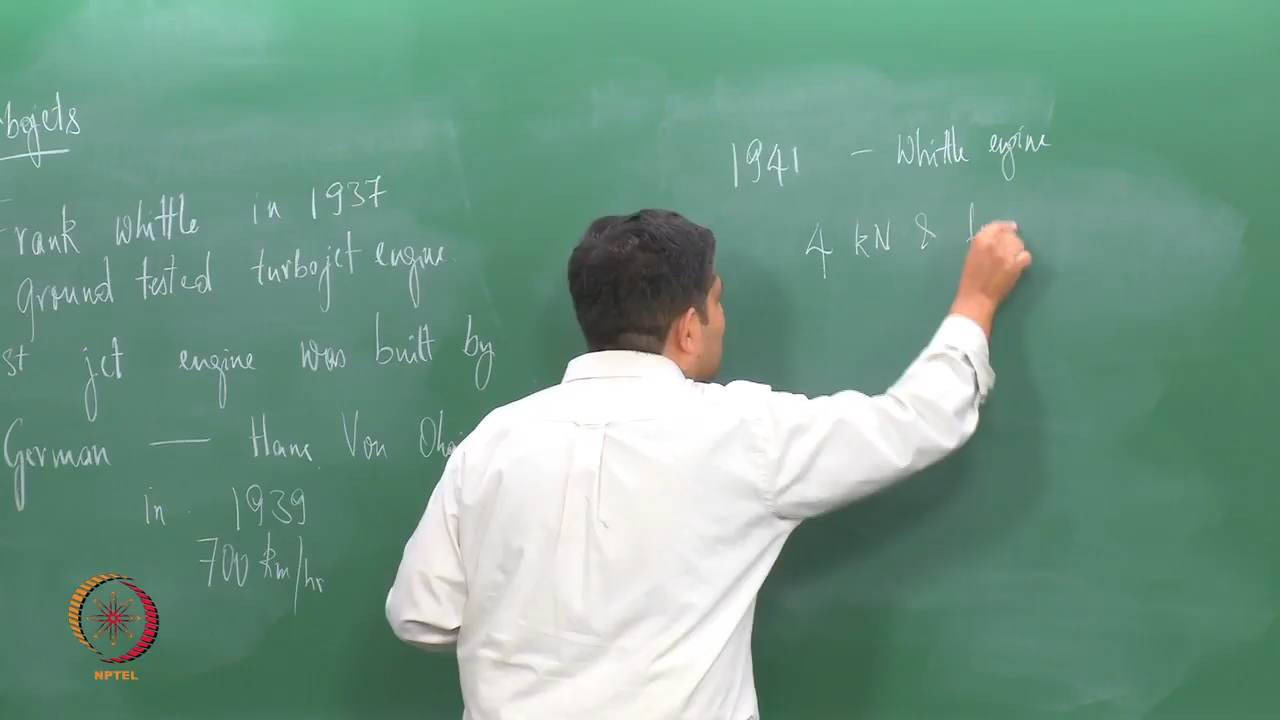 bojets
rank whittle in 1937
ground tested turbojet engine.
st jet engine was built by
German — Hans Von
in 1939
700 km/hr
1941 – Whittle engine
4 kN &
NPTEL